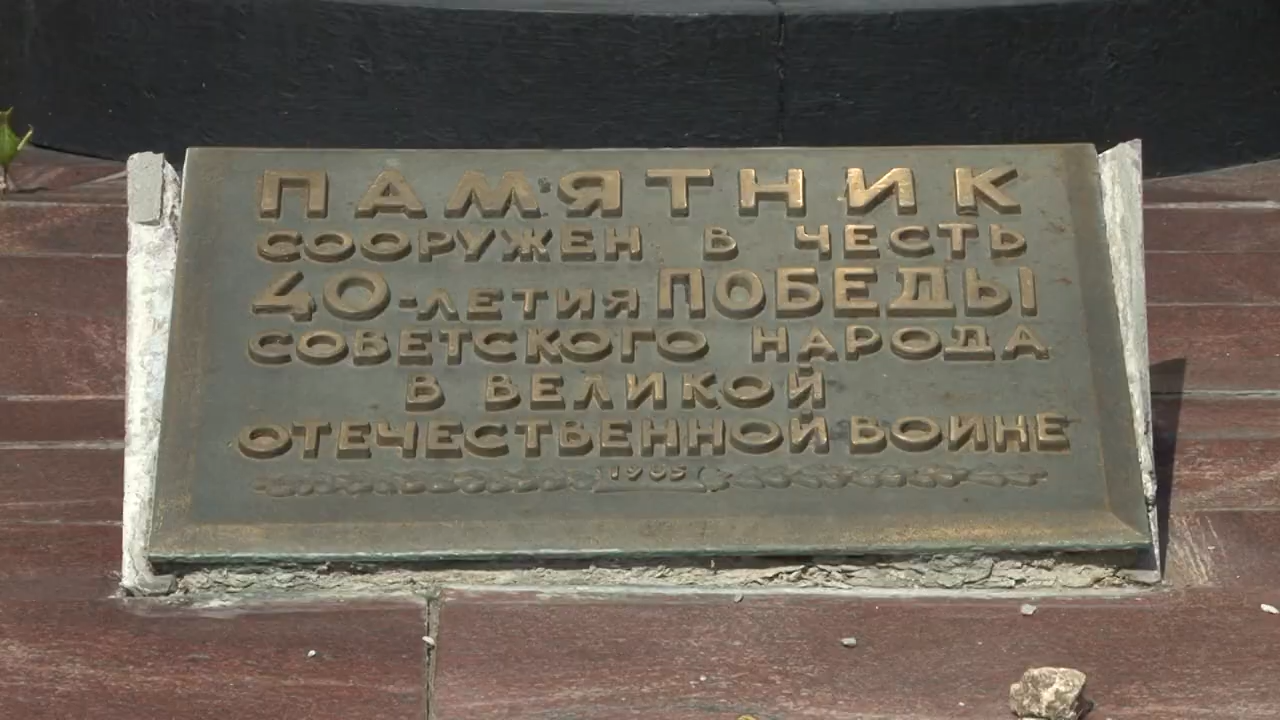 ПАМЯТНИК
СООРУЖЕН В ЧЕСТЬ
40-ЛЕТИЯ ПОБЕДЫ
СОВЕТСКОГО НАРОДА
В ВЕЛИКОЙ
ОТЕЧЕСТВЕННОЙ ВОЙНЕ
1985